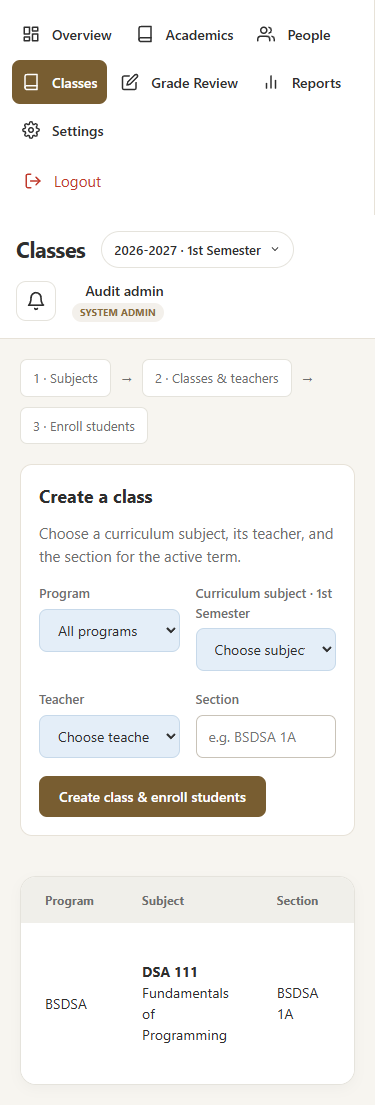 Overview Academics People
Classes Grade Review Reports
Settings
Logout
Classes 2026-2027 · 1st Semester
Audit admin
SYSTEM ADMIN
1 · Subjects → 2 · Classes & teachers →
3 · Enroll students
Create a class
Choose a curriculum subject, its teacher, and
the section for the active term.
Program
All programs
Curriculum subject · 1st
Semester
Choose subjec
Teacher
Choose teache
Section
e.g. BSDSA 1A
Create class & enroll students
Program Subject Section
BSDSA
DSA 111
Fundamentals
of
Programming
BSDSA
1A